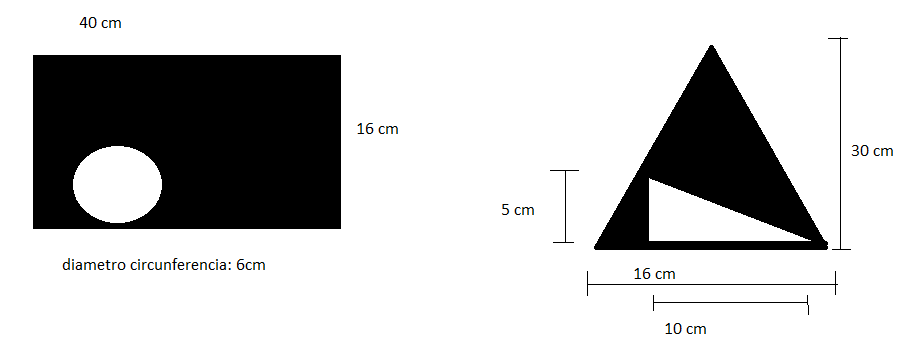 40 cm
16 cm
diametro circunferencia: 6cm
30 cm
5 cm
16 cm
10 cm